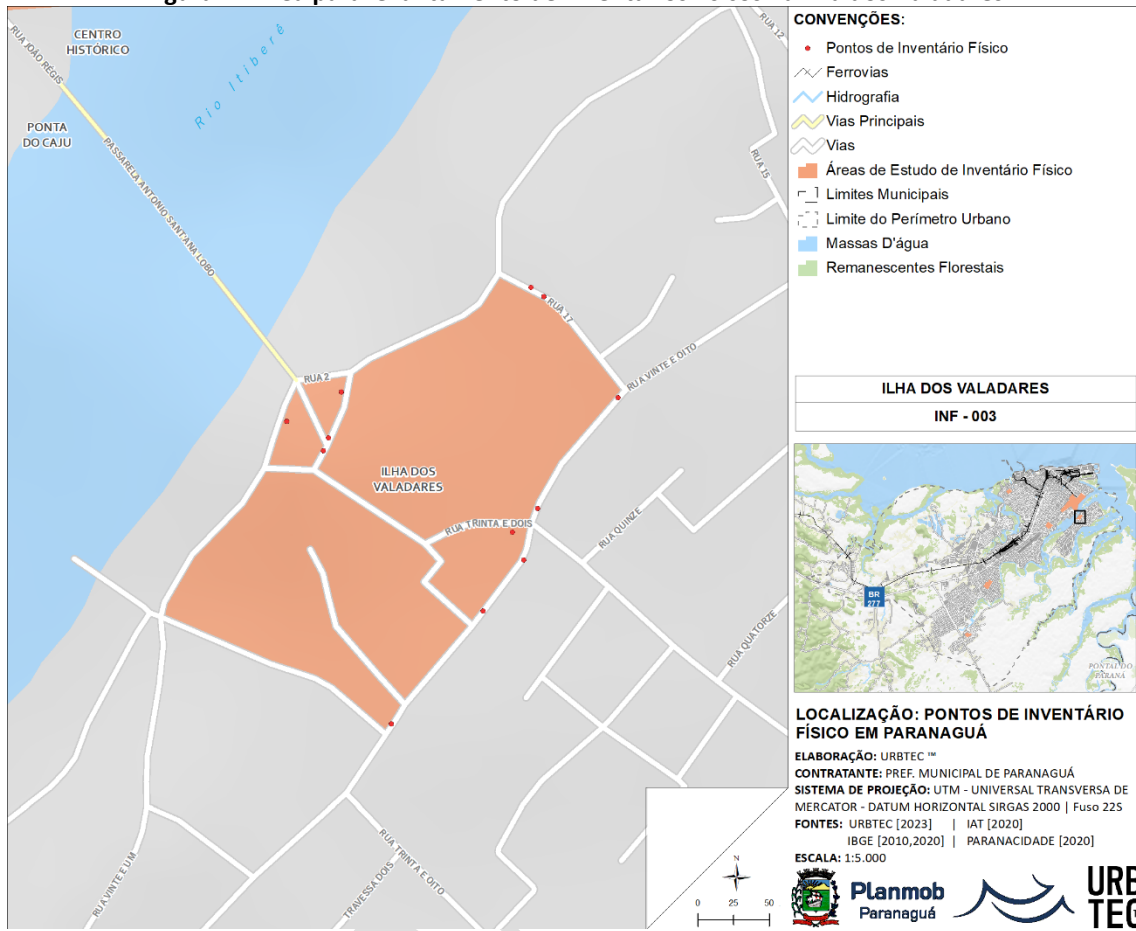 CENTRO
HISTÓRICO
RUA JOÃO RÉGIS
Rio Itiberê
PONTA
DO CAJU
PASSARELA ANTONIO SANT'ANA LOBO
RUA 12
RUA 15
RUA 17
RUA VINTE E OITO
RUA 2
ILHA DOS
VALADARES
RUA TRINTA E DOIS
RUA QUINZE
RUA QUATORZE
RUA VINTE E UM
RUA TRINTA E OITO
TRAVESSA DOIS
N
0 25 50
CONVENÇÕES:
Pontos de Inventário Físico
Ferrovias
Hidrografia
Vias Principais
Vias
Áreas de Estudo de Inventário Físico
Limites Municipais
Limite do Perímetro Urbano
Massas D'água
Remanescentes Florestais
ILHA DOS VALADARES
INF - 003
BR
277
PONTAL DO
PARANÁ
LOCALIZAÇÃO: PONTOS DE INVENTÁRIO
FÍSICO EM PARANAGUÁ
ELABORAÇÃO: URBTEC ™
CONTRATANTE: PREF. MUNICIPAL DE PARANAGUÁ
SISTEMA DE PROJEÇÃO: UTM - UNIVERSAL TRANSVERSA DE
MERCATOR - DATUM HORIZONTAL SIRGAS 2000 | Fuso 22S
FONTES: URBTEC [2023] | IAT [2020]
IBGE [2010,2020] | PARANACIDADE [2020]
ESCALA: 1:5.000
Planmob
Paranaguá
URB
TEC